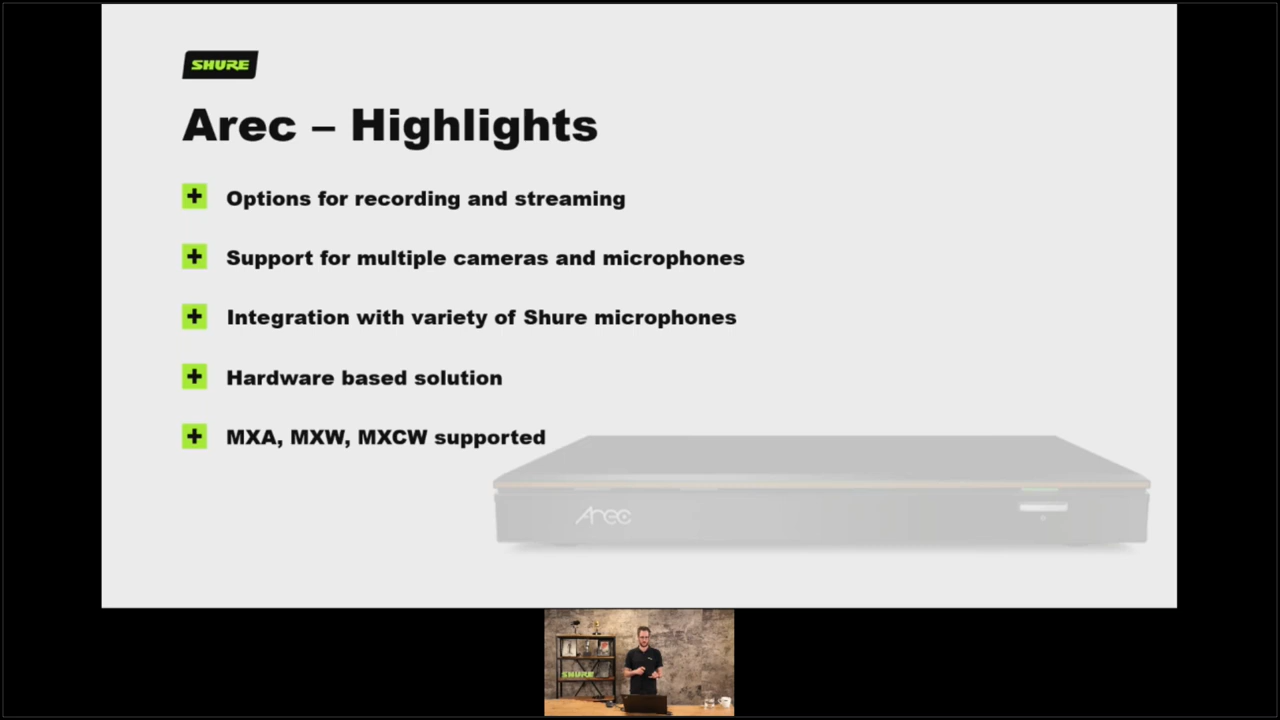 SHURE
Arec – Highlights
Options for recording and streaming
Support for multiple cameras and microphones
Integration with variety of Shure microphones
Hardware based solution
MXA, MXW, MXCW supported
Arec
SHURE